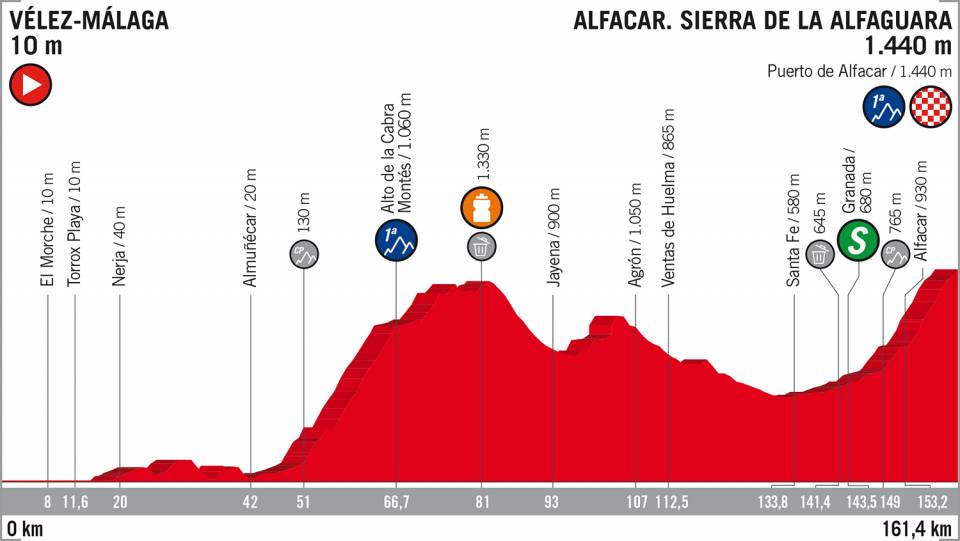 VÉLEZ-MÁLAGA
10 m
ALFACAR. SIERRA DE LA ALFAGUARA
1.440 m
Puerto de Alfacar / 1.440 m
1ª
El Morche / 10 m
Torrox Playa / 10 m
Nerja / 40 m
Almuñécar / 20 m
130 m
CP
Alto de la Cabra
Montés / 1.060 m
1ª
1.330 m
Jayena / 900 m
Agrón / 1.050 m
Ventas de Huelma / 865 m
Santa Fe / 580 m
645 m
Granada /
680 m
S
765 m
CP
Alfacar / 930 m
8 11,6 20 42 51 66,7 81 93 107 112,5 133,8 141,4 143,5 149 153,2
0 km
161,4 km